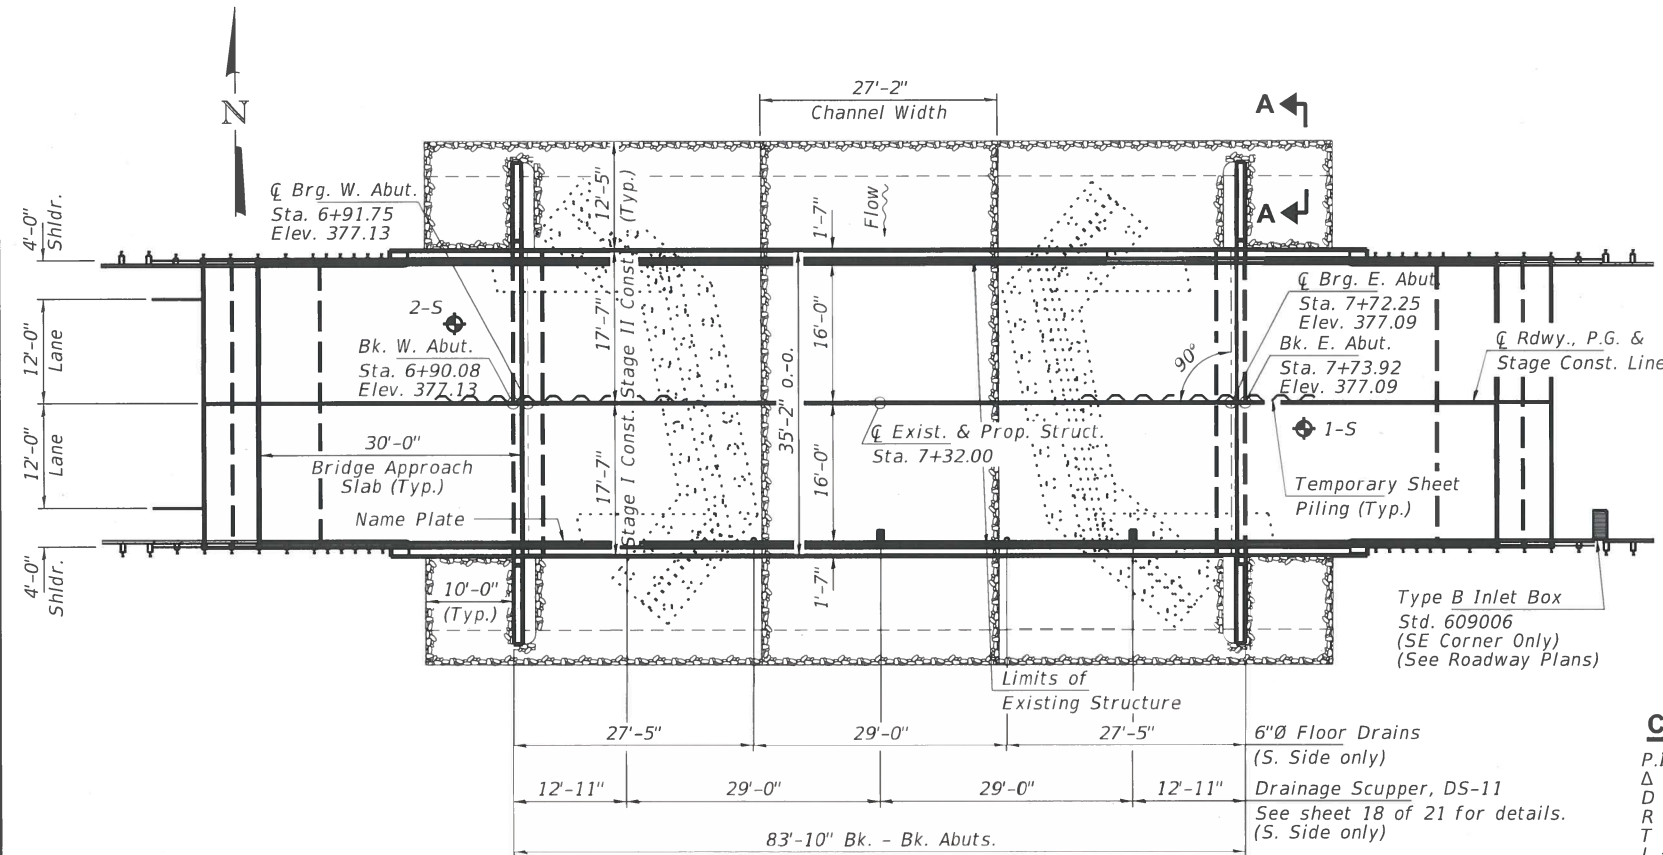 N
27'-2"
Channel Width
A
A
℄ Brg. W. Abut.
Sta. 6+91.75
Elev. 377.13
4'-0"
Shldr.
12'-5"
(Typ.)
Flow
1'-7"
2-S
Bk. W. Abut.
Sta. 6+90.08
Elev. 377.13
12'-0"
Lane
17'-7"
Stage II Const.
16'-0"
35'-2" o.-o.
90°
℄ Brg. E. Abut.
Sta. 7+72.25
Elev. 377.09
Bk. E. Abut.
Sta. 7+73.92
Elev. 377.09
℄ Rdwy., P.G. &
Stage Const. Line
12'-0"
Lane
30'-0"
Bridge Approach
Slab (Typ.)
Name Plate
17'-7"
Stage I Const.
16'-0"
℄ Exist. & Prop. Struct.
Sta. 7+32.00
1-S
Temporary Sheet
Piling (Typ.)
4'-0"
Shldr.
10'-0"
(Typ.)
1'-7"
Type B Inlet Box
Std. 609006
(SE Corner Only)
(See Roadway Plans)
Limits of
Existing Structure
27'-5"
29'-0"
27'-5"
6"Ø Floor Drains
(S. Side only)
12'-11"
29'-0"
29'-0"
12'-11"
Drainage Scupper, DS-11
See sheet 18 of 21 for details.
(S. Side only)
83'-10" Bk. - Bk. Abuts.
C
Δ
D
R
T